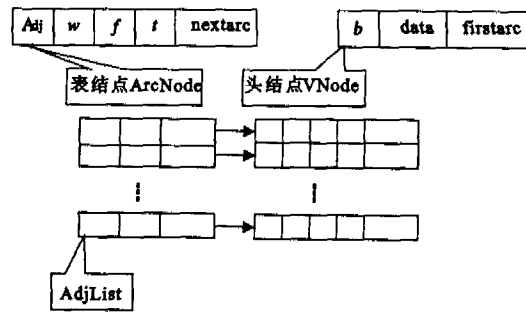 Adj w f t nextarc
b data firstarc
表结点ArcNode
头结点VNode
AdjList